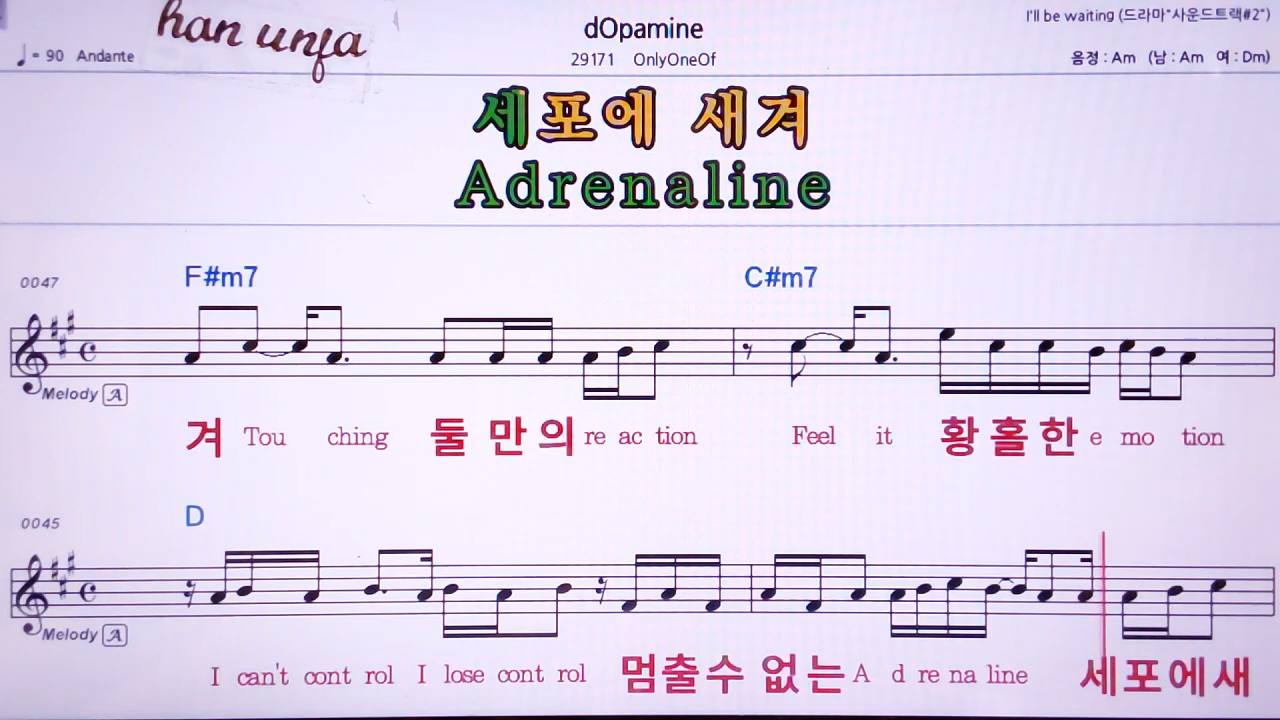 han unja
dOpamine
I'll be waiting (드라마"사운드트랙#2")
♩= 90 Andante
29171 OnlyOneOf
음정 : Am (남 : Am 여 : Dm)
세포에 새겨
Adrenaline
0047
F#m7 C#m7
Melody A
겨 Tou ching 둘 만 의 re ac tion Feel it 황 홀 한 e mo tion
0045
D
Melody A
I can't cont rol I lose cont rol 멈출수 없는 A d re na line 세포에새